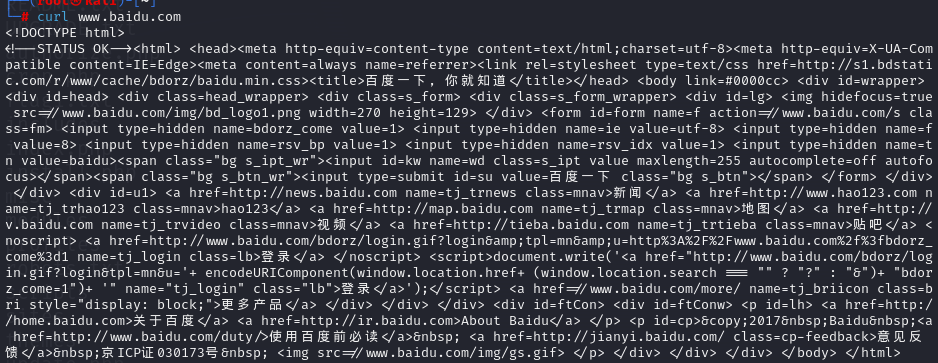 (root㉿kali)-[~]
# curl www.baidu.com
<!DOCTYPE html>
<!--STATUS OK--><html> <head><meta http-equiv=content-type content=text/html;charset=utf-8><meta http-equiv=X-UA-Com
patible content=IE=Edge><meta content=always name=referrer><link rel=stylesheet type=text/css href=http://s1.bdstati
c.com/r/www/cache/bdorz/baidu.min.css><title>百度一下，你就知道</title></head> <body link=#0000cc> <div id=wrapper>
<div id=head> <div class=head_wrapper> <div class=s_form> <div class=s_form_wrapper> <div id=lg> <img hidefocus=true
src=//www.baidu.com/img/bd_logo1.png width=270 height=129> </div> <form id=form name=f action=//www.baidu.com/s cl
ass=fm> <input type=hidden name=bdorz_come value=1> <input type=hidden name=ie value=utf-8> <input type=hidden name=f
value=8> <input type=hidden name=rsv_bp value=1> <input type=hidden name=rsv_idx value=1> <input type=hidden name=t
n value=baidu><span class="bg s_ipt_wr"><input id=kw name=wd class=s_ipt value maxlength=255 autocomplete=off autofo
cus></span><span class="bg s_btn_wr"><input type=submit id=su value=百度一下 class="bg s_btn"></span> </form> </div>
</div> <div id=u1> <a href=http://news.baidu.com name=tj_trnews class=mnav>新闻</a> <a href=http://www.hao123.com n
ame=tj_trhao123 class=mnav>hao123</a> <a href=http://map.baidu.com name=tj_trmap class=mnav>地图</a> <a href=http://
v.baidu.com name=tj_trvideo class=mnav>视频</a> <a href=http://tieba.baidu.com name=tj_trtieba class=mnav>贴吧</a> <
noscript> <a href=http://www.baidu.com/bdorz/login.gif?login&amp;tpl=mn&amp;u=http%3A%2F%2Fwww.baidu.com%2f%3fbdorz_
come%3d1 name=tj_login class=lb>登录</a> </noscript> <script>document.write('<a href="http://www.baidu.com/bdorz/log
in.gif?login&tpl=mn&u='+ encodeURIComponent(window.location.href+ (window.location.search === "" ? "?" : "&")+ "bdor
z_come=1")+ '" name="tj_login" class="lb">登录</a>');</script> <a href=//www.baidu.com/more/ name=tj_briicon class=b
ri style="display: block;">更多产品</a> </div> </div> </div> <div id=ftCon> <div id=ftConw> <p id=lh> <a href=http:/
/home.baidu.com>关于百度</a> <a href=http://ir.baidu.com>About Baidu</a> </p> <p id=cp>&copy;2017&nbsp;Baidu&nbsp;<a
href=http://www.baidu.com/duty/>使用百度前必读</a>&nbsp; <a href=http://jianyi.baidu.com/ class=cp-feedback>意见反
馈</a>&nbsp;京ICP证030173号&nbsp; <img src=//www.baidu.com/img/gs.gif> </p> </div> </div> </div> </body> </html>